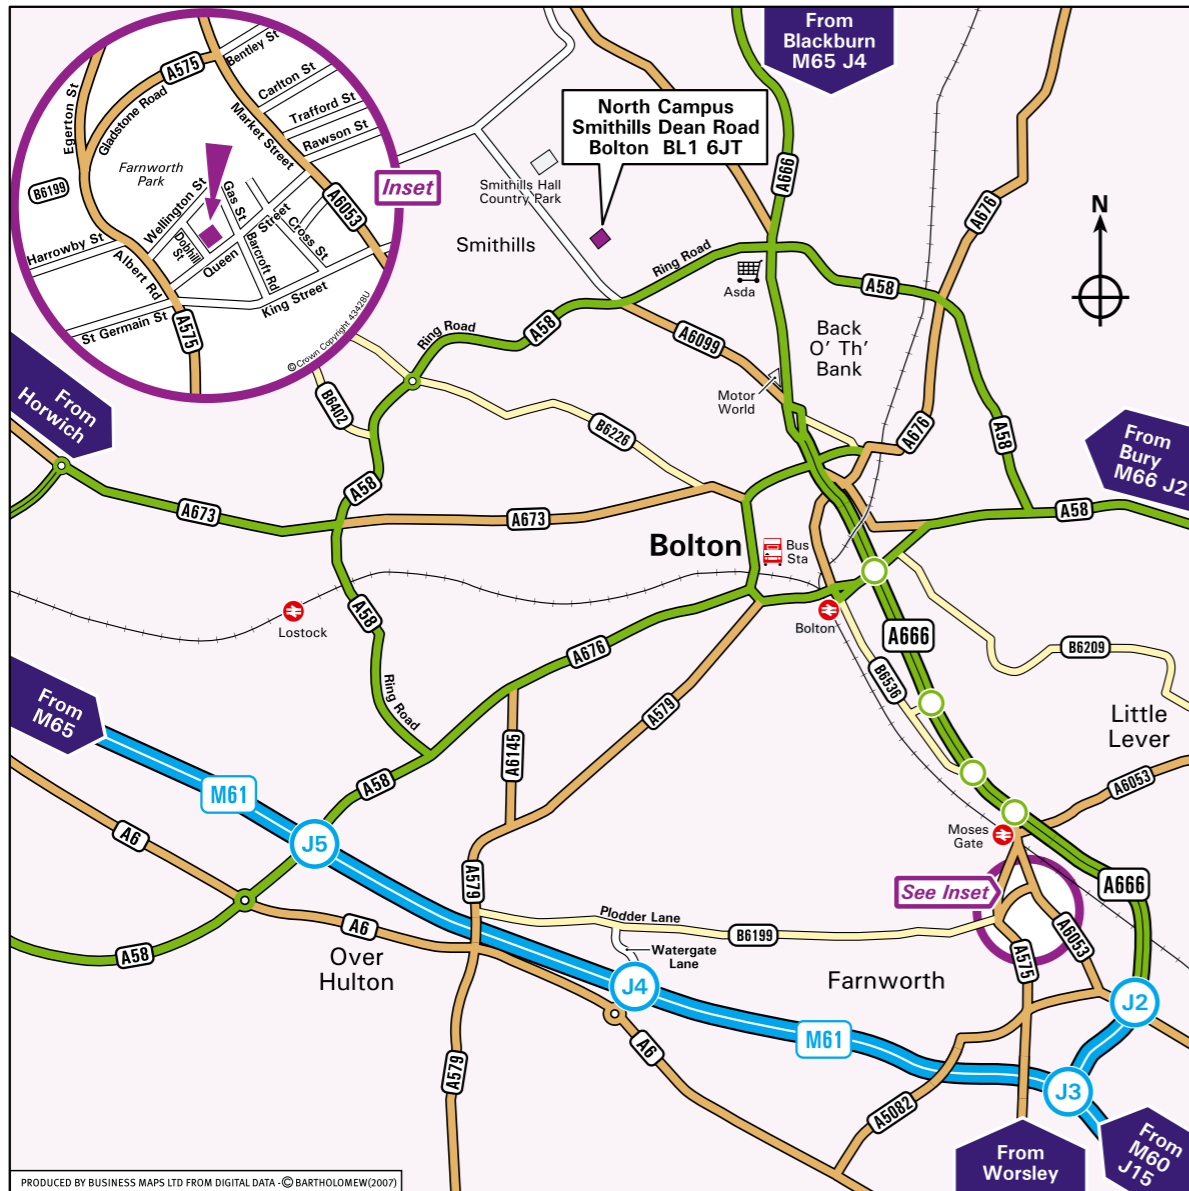 From
Blackburn
M65 J4
North Campus
Smithills Dean Road
Bolton BL1 6JT
A575
Bentley St
Carlton St
Trafford St
Rawson St
Egerton St
Gladstone Road
Market Street
Farnworth
Park
B6199
A6053
Inset
Wellington St
Gas St
Dobhill
St
Queen
Street
Cross St
Barcroft Rd
Harrowby St
Albert Rd
King Street
St Germain St
A575
© Crown Copyright 43428U
Smithills Hall
Country Park
Smithills
A666
A676
N
Ring Road
Asda
A58
Back
O' Th'
Bank
A6099
Motor
World
Ring Road
A58
B6402
B6226
From
Horwich
A676
A58
From
Bury
M66 J2
A58
A673
A58
A673
Bolton
Bus
Sta
A58
Lostock
Bolton
A666
A676
B6209
B6536
Ring Road
A579
Little
Lever
From
M65
A6145
M61
A58
A6053
A6
J5
Moses
Gate
A579
See Inset
A666
Plodder Lane
B6199
A6
A58
Over
Hulton
Watergate
Lane
A6053
A575
Farnworth
J4
J2
M61
A6
A579
J3
A5082
From
Worsley
From
M60
J15
PRODUCED BY BUSINESS MAPS LTD FROM DIGITAL DATA - © BARTHOLOMEW(2007)